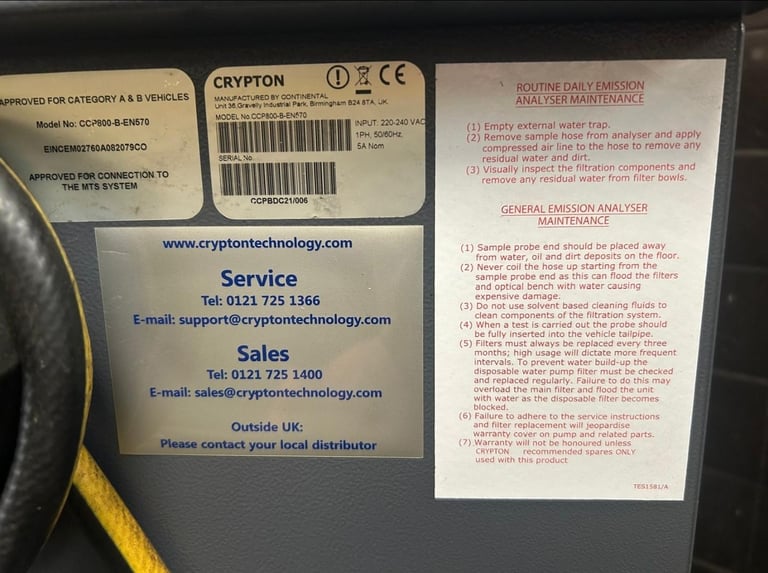 APPROVED FOR CATEGORY A & B VEHICLES
Model No: CCP800-B-EN570
EINCEM02760A082079CO
APPROVED FOR CONNECTION TO
THE MTS SYSTEM
CRYPTON
CE
MANUFACTURED BY CONTINENTAL
Unit 36,Gravelly Industrial Park, Birmingham B24 8TA, UK.
MODEL No.CCP800-B-EN570
INPUT: 220-240 VAC
1PH, 50/60Hz,
5A Nom
SERIAL No.
CCPBDC21/006
www.cryptontechnology.com
Service
Tel: 0121 725 1366
E-mail: support@cryptontechnology.com
Sales
Tel: 0121 725 1400
E-mail: sales@cryptontechnology.com
Outside UK:
Please contact your local distributor
ROUTINE DAILY EMISSION
ANALYSER MAINTENANCE
(1) Empty external water trap.
(2) Remove sample hose from analyser and apply
compressed air line to the hose to remove any
residual water and dirt.
(3) Visually inspect the filtration components and
remove any residual water from filter bowls.
GENERAL EMISSION ANALYSER
MAINTENANCE
(1) Sample probe end should be placed away
from water, oil and dirt deposits on the floor.
(2) Never coil the hose up starting from the
sample probe end as this can flood the filters
and optical bench with water causing
expensive damage.
(3) Do not use solvent based cleaning fluids to
clean components of the filtration system.
(4) When a test is carried out the probe should
be fully inserted into the vehicle tailpipe.
(5) Filters must always be replaced every three
months; high usage will dictate more frequent
intervals. To prevent water build-up the
disposable water pump filter must be checked
and replaced regularly. Failure to do this may
overload the main filter and flood the unit
with water as the disposable filter becomes
blocked.
(6) Failure to adhere to the service instructions
and filter replacement will jeopardise
warranty cover on pump and related parts.
(7) Warranty will not be honoured unless
CRYPTON recommended spares ONLY
used with this product
TES1581/A